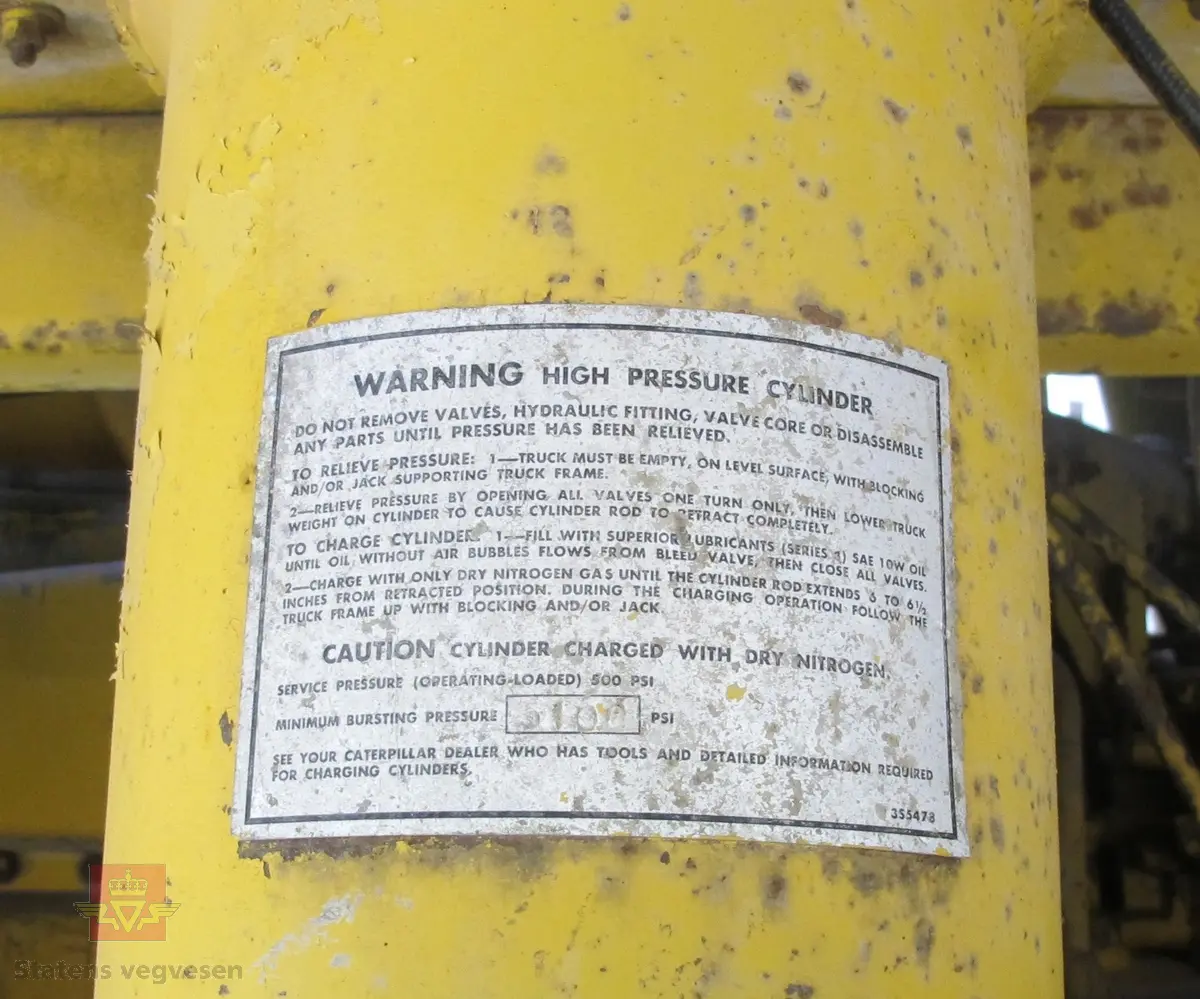 WARNING HIGH PRESSURE CYLINDER
DO NOT REMOVE VALVES, HYDRAULIC FITTING, VALVE CORE OR DISASSEMBLE
ANY PARTS UNTIL PRESSURE HAS BEEN RELIEVED.
TO RELIEVE PRESSURE: 1—TRUCK MUST BE EMPTY, ON LEVEL SURFACE, WITH BLOCKING
AND/OR JACK SUPPORTING TRUCK FRAME.
2—RELIEVE PRESSURE BY OPENING ALL VALVES ONE TURN ONLY, THEN LOWER TRUCK
WEIGHT ON CYLINDER TO CAUSE CYLINDER ROD TO RETRACT COMPLETELY.
TO CHARGE CYLINDER: 1—FILL WITH SUPERIOR LUBRICANTS (SERIES 3) SAE 10W OIL
UNTIL OIL WITHOUT AIR BUBBLES FLOWS FROM BLEED VALVE, THEN CLOSE ALL VALVES.
2—CHARGE WITH ONLY DRY NITROGEN GAS UNTIL THE CYLINDER ROD EXTENDS 6 TO 6½
INCHES FROM RETRACTED POSITION. DURING THE CHARGING OPERATION FOLLOW THE
TRUCK FRAME UP WITH BLOCKING AND/OR JACK.
CAUTION CYLINDER CHARGED WITH DRY NITROGEN.
SERVICE PRESSURE (OPERATING-LOADED) 500 PSI
MINIMUM BURSTING PRESSURE PSI
SEE YOUR CATERPILLAR DEALER WHO HAS TOOLS AND DETAILED INFORMATION REQUIRED
FOR CHARGING CYLINDERS.
3S5473
Statens vegvesen